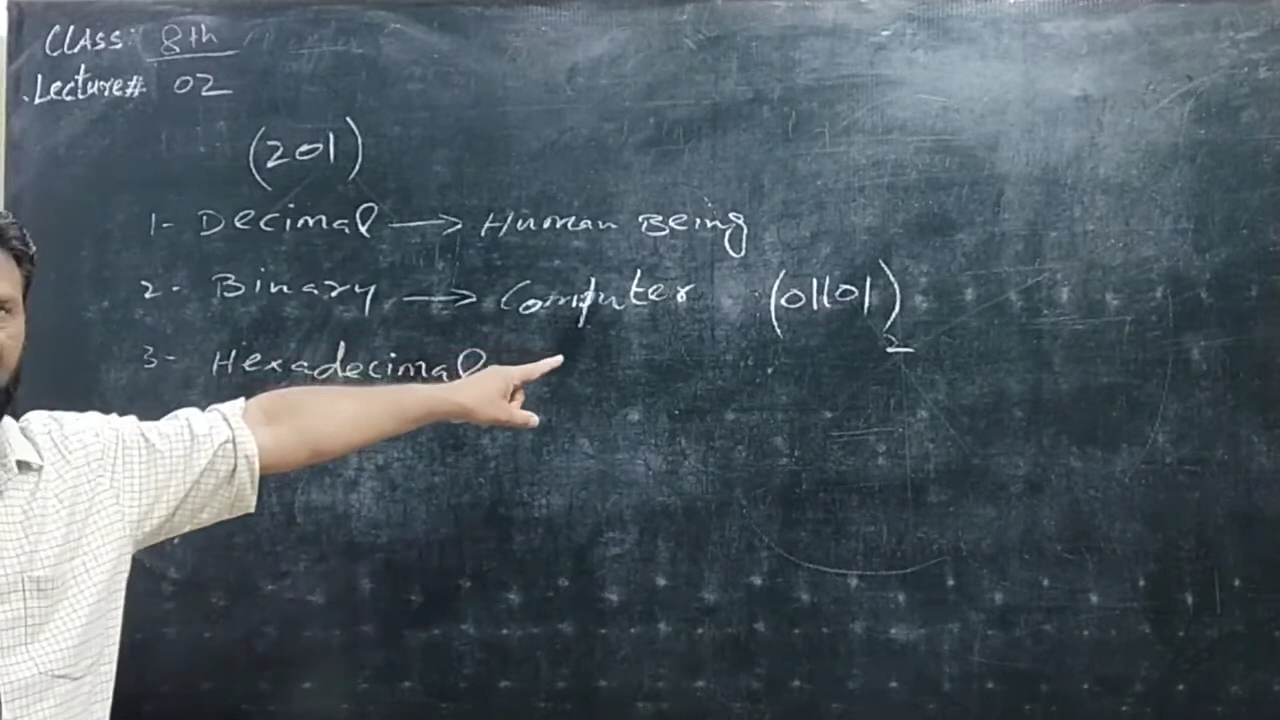 CLASS: 8th
Lecture# 02
(201)
1- Decimal → Human Being
2- Binary → Computer (01101)2
3- Hexadecimal